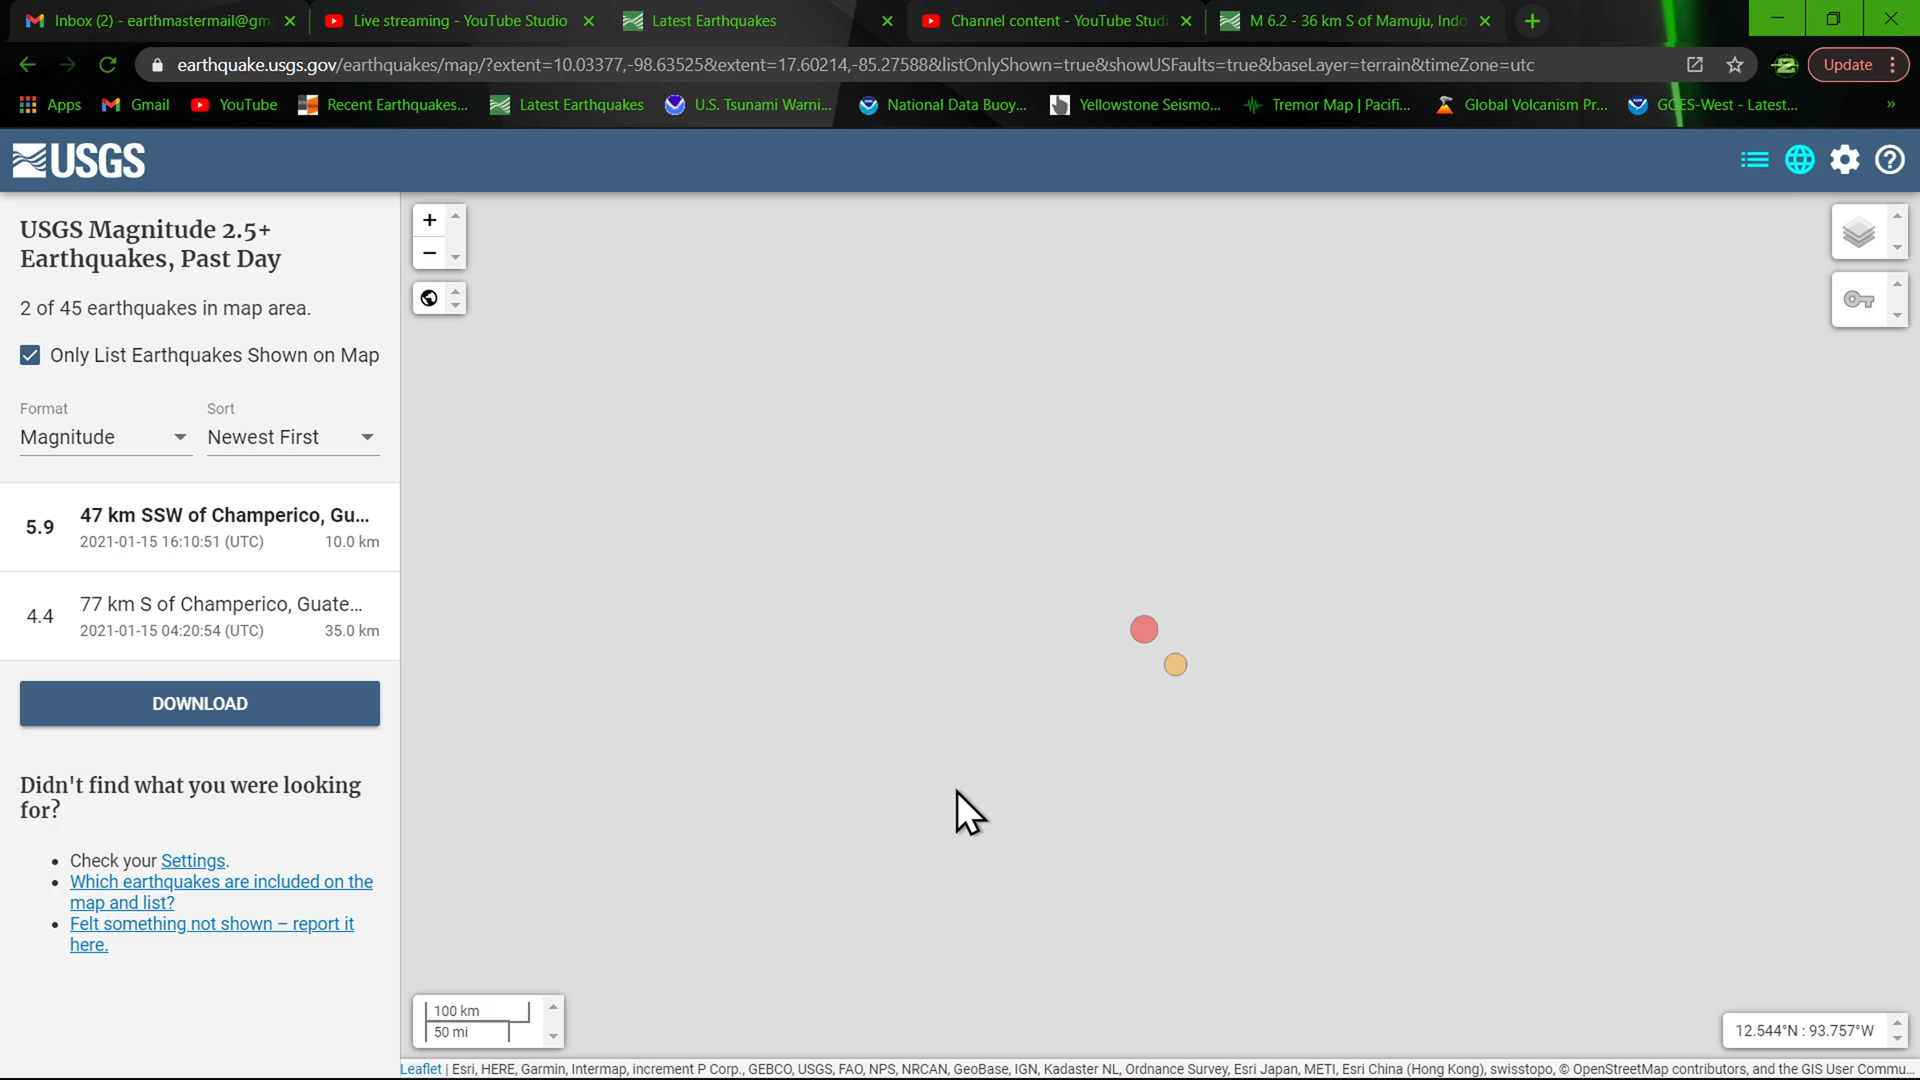 Inbox (2) - earthmastermail@gm
Live streaming - YouTube Studio
Latest Earthquakes
Channel content - YouTube Studi
M 6.2 - 36 km S of Mamuju, Indo
earthquake.usgs.gov/earthquakes/map/?extent=10.03377,-98.63525&extent=17.60214,-85.27588&listOnlyShown=true&showUSFaults=true&baseLayer=terrain&timeZone=utc
Update
Apps
Gmail
YouTube
Recent Earthquakes...
Latest Earthquakes
U.S. Tsunami Warni...
National Data Buoy...
Yellowstone Seismo...
Tremor Map | Pacifi...
Global Volcanism Pr...
GOES-West - Latest...
USGS
USGS Magnitude 2.5+
Earthquakes, Past Day
2 of 45 earthquakes in map area.
Only List Earthquakes Shown on Map
Format
Sort
Magnitude
Newest First
5.9
47 km SSW of Champerico, Gu...
2021-01-15 16:10:51 (UTC) 10.0 km
4.4
77 km S of Champerico, Guate...
2021-01-15 04:20:54 (UTC) 35.0 km
DOWNLOAD
Didn't find what you were looking
for?
Check your Settings.
Which earthquakes are included on the
map and list?
Felt something not shown – report it
here.
100 km
50 mi
12.544°N : 93.757°W
Leaflet | Esri, HERE, Garmin, Intermap, increment P Corp., GEBCO, USGS, FAO, NPS, NRCAN, GeoBase, IGN, Kadaster NL, Ordnance Survey, Esri Japan, METI, Esri China (Hong Kong), swisstopo, © OpenStreetMap contributors, and the GIS User Commu...